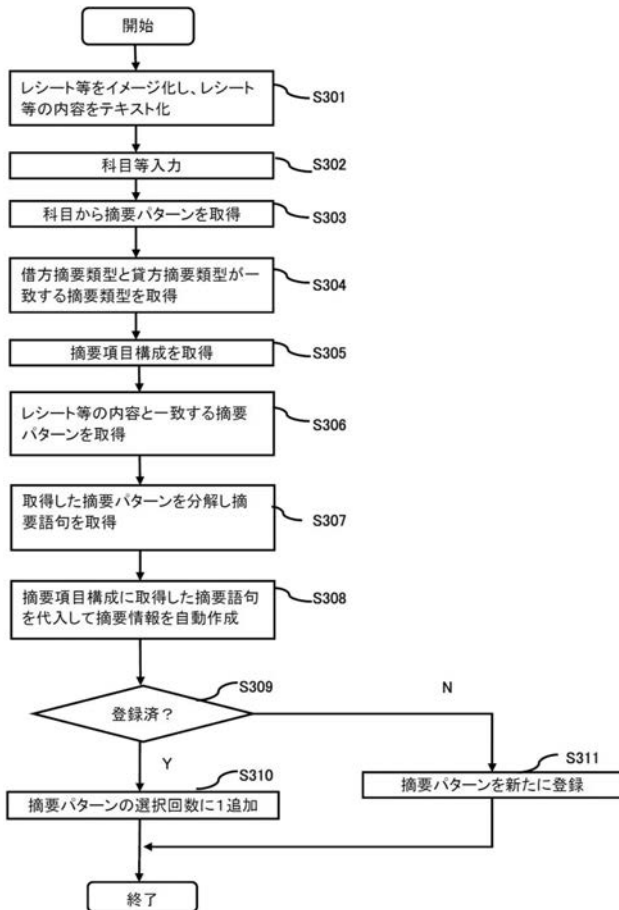 開始
レシート等をイメージ化し、レシート
等の内容をテキスト化
S301
科目等入力
S302
科目から摘要パターンを取得
S303
借方摘要類型と貸方摘要類型が一
致する摘要類型を取得
S304
摘要項目構成を取得
S305
レシート等の内容と一致する摘要
パターンを取得
S306
取得した摘要パターンを分解し摘
要語句を取得
S307
摘要項目構成に取得した摘要語句
を代入して摘要情報を自動作成
S308
登録済？
S309
N
Y
S310
摘要パターンの選択回数に1追加
S311
摘要パターンを新たに登録
終了